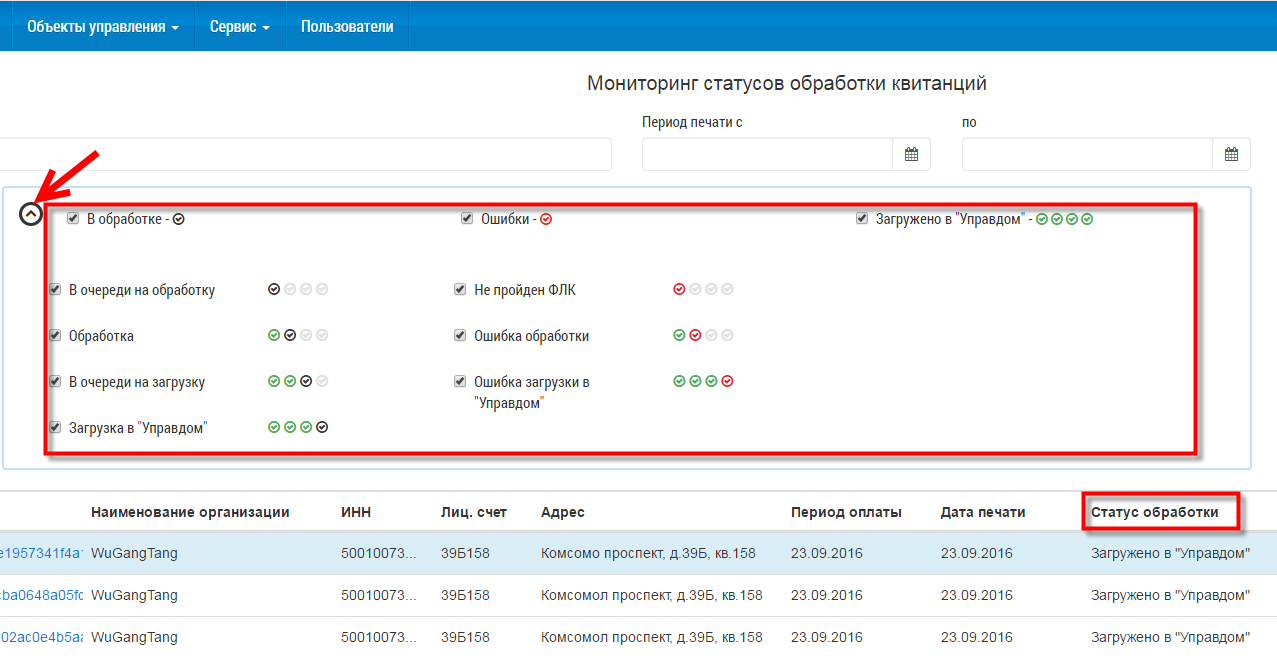 Объекты управления Сервис Пользователи
Мониторинг статусов обработки квитанций
Период печати с по
В обработке - Ошибки - Загружено в "Управдом" -
В очереди на обработку Не пройден ФЛК
Обработка Ошибка обработки
В очереди на загрузку Ошибка загрузки в
"Управдом"
Загрузка в "Управдом"
Наименование организации ИНН Лиц. счет Адрес Период оплаты Дата печати Статус обработки
e1957341f4a1 WuGangTang 50010073... 39Б158 Комсомо проспект, д.39Б, кв.158 23.09.2016 23.09.2016 Загружено в "Управдом"
cba0648a05fc WuGangTang 50010073... 39Б158 Комсомол проспект, д.39Б, кв.158 23.09.2016 23.09.2016 Загружено в "Управдом"
02ac0e4b5aa WuGangTang 50010073... 39Б158 Комсомол проспект, д.39Б, кв.158 23.09.2016 23.09.2016 Загружено в "Управдом"